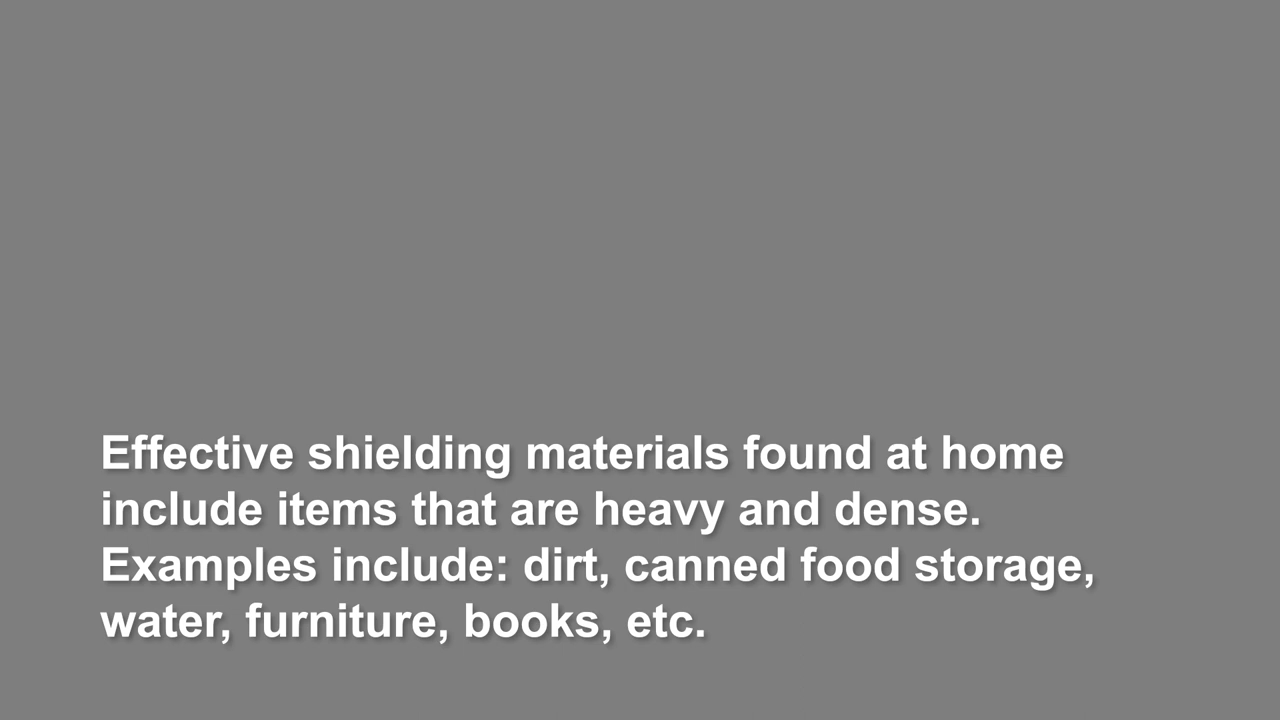 Effective shielding materials found at home
include items that are heavy and dense.
Examples include: dirt, canned food storage,
water, furniture, books, etc.